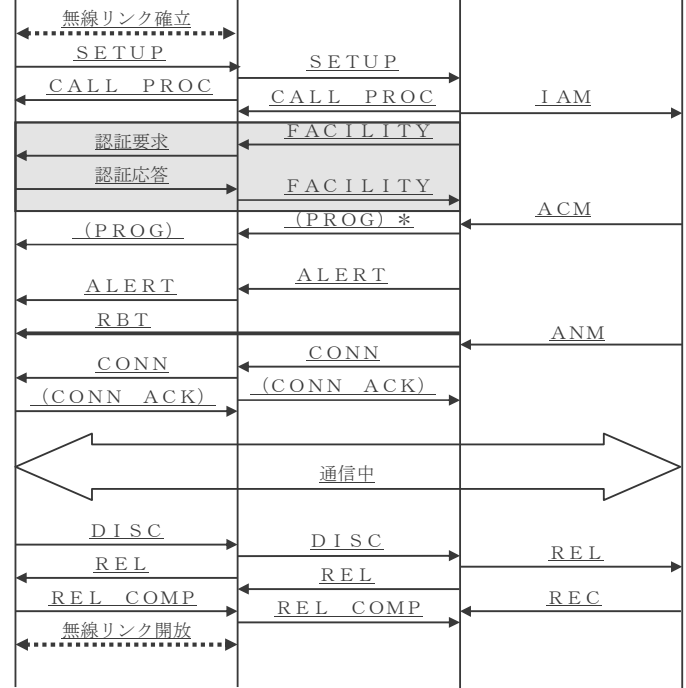 無線リンク確立
ＳＥＴＵＰ
ＳＥＴＵＰ
ＣＡＬＬ　ＰＲＯＣ
ＣＡＬＬ　ＰＲＯＣ
ＩＡＭ
ＦＡＣＩＬＩＴＹ
認証要求
認証応答
ＦＡＣＩＬＩＴＹ
ＡＣＭ
（ＰＲＯＧ）＊
（ＰＲＯＧ）
ＡＬＥＲＴ
ＡＬＥＲＴ
ＲＢＴ
ＡＮＭ
ＣＯＮＮ
ＣＯＮＮ
（ＣＯＮＮ　ＡＣＫ）
（ＣＯＮＮ　ＡＣＫ）
通信中
ＤＩＳＣ
ＤＩＳＣ
ＲＥＬ
ＲＥＬ
ＲＥＬ
ＲＥＬ　ＣＯＭＰ
ＲＥＣ
ＲＥＬ　ＣＯＭＰ
無線リンク開放